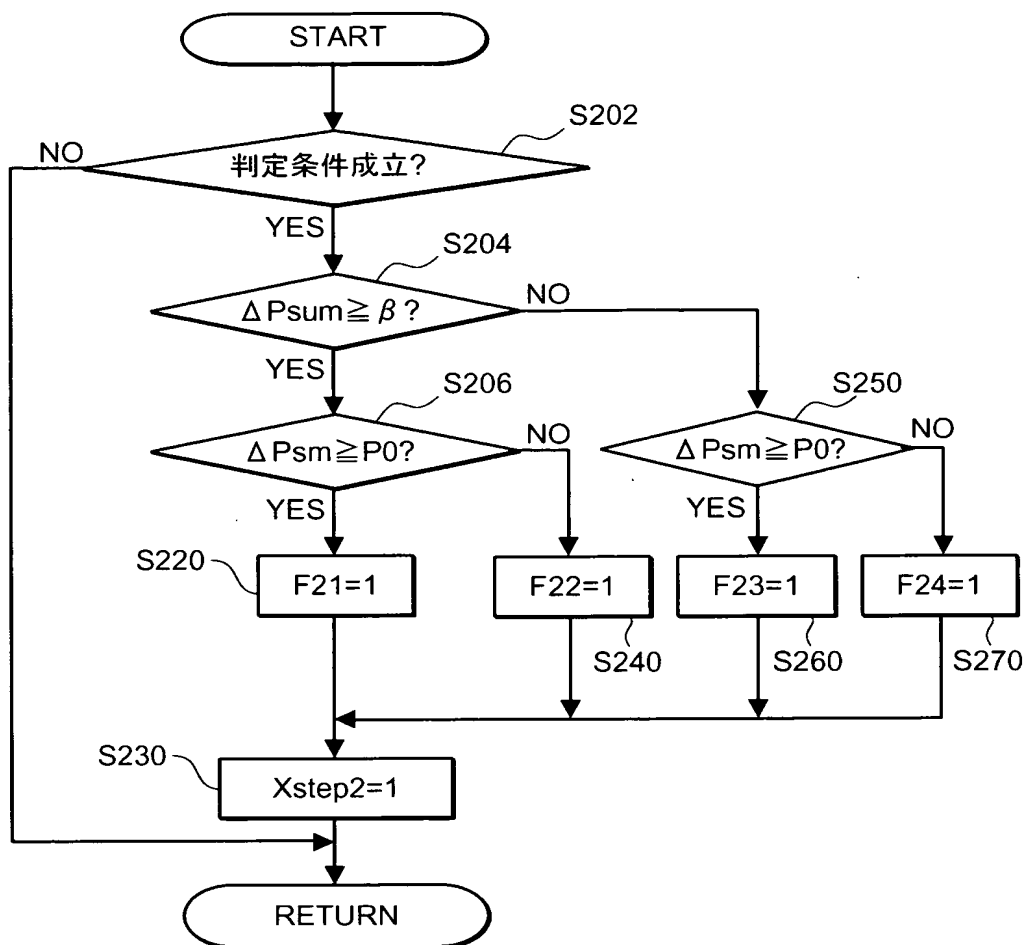 START
S202
NO
判定条件成立?
YES
S204
ΔPsum≧β?
NO
YES
S206
S250
ΔPsm≧P0?
NO
ΔPsm≧P0?
NO
YES
YES
S220
F21=1
F22=1
F23=1
F24=1
S240
S260
S270
S230
Xstep2=1
RETURN